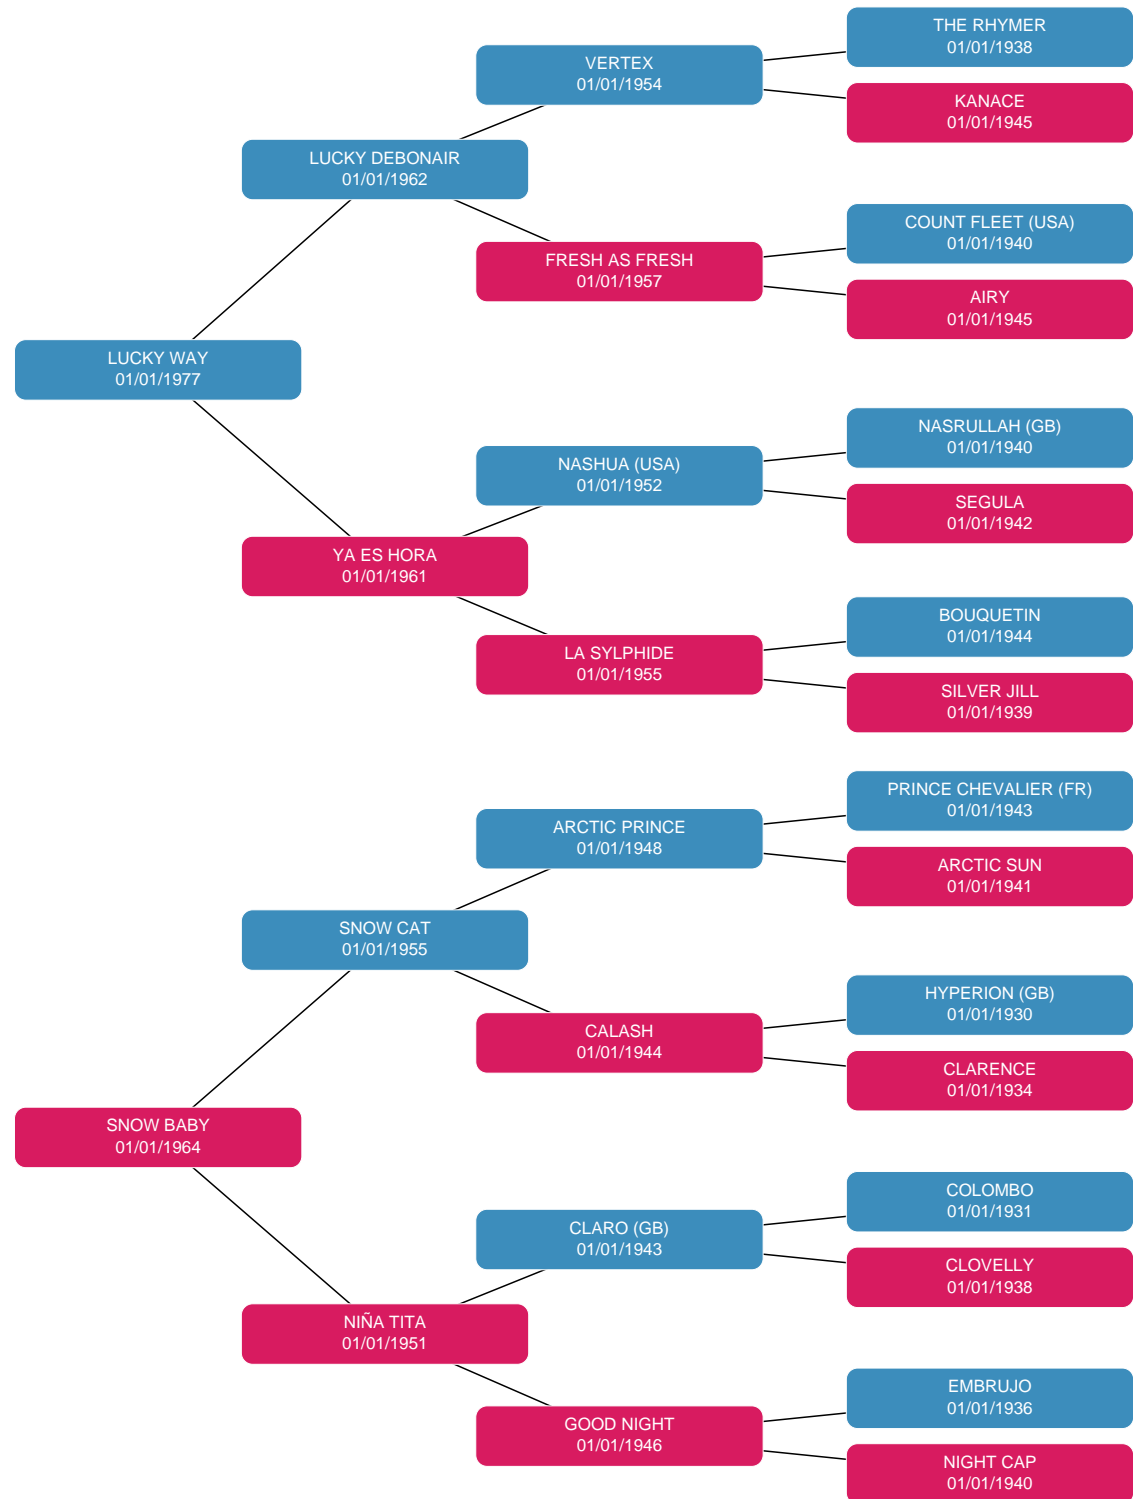 THE RHYMER
01/01/1938
VERTEX
01/01/1954
KANACE
01/01/1945
LUCKY DEBONAIR
01/01/1962
COUNT FLEET (USA)
01/01/1940
FRESH AS FRESH
01/01/1957
AIRY
01/01/1945
LUCKY WAY
01/01/1977
NASRULLAH (GB)
01/01/1940
NASHUA (USA)
01/01/1952
SEGULA
01/01/1942
YA ES HORA
01/01/1961
BOUQUETIN
01/01/1944
LA SYLPHIDE
01/01/1955
SILVER JILL
01/01/1939
PRINCE CHEVALIER (FR)
01/01/1943
ARCTIC PRINCE
01/01/1948
ARCTIC SUN
01/01/1941
SNOW CAT
01/01/1955
HYPERION (GB)
01/01/1930
CALASH
01/01/1944
CLARENCE
01/01/1934
SNOW BABY
01/01/1964
COLOMBO
01/01/1931
CLARO (GB)
01/01/1943
CLOVELLY
01/01/1938
NIÑA TITA
01/01/1951
EMBRUJO
01/01/1936
GOOD NIGHT
01/01/1946
NIGHT CAP
01/01/1940